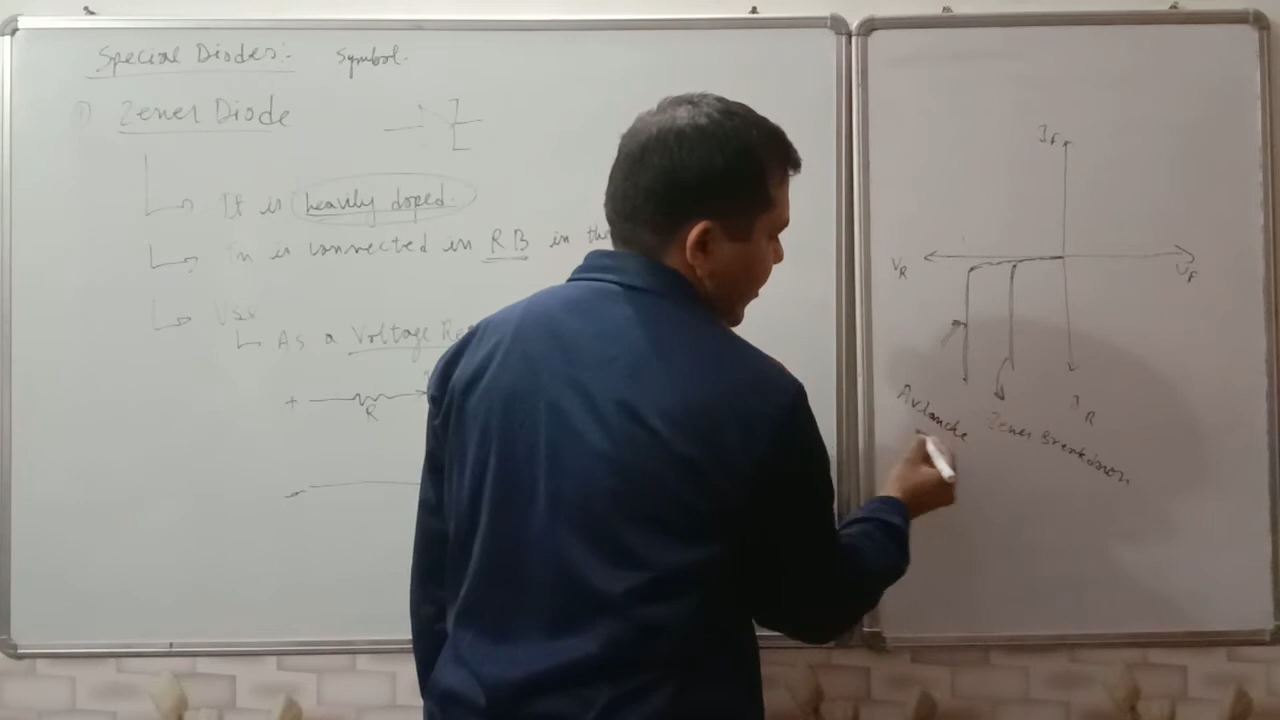 Special Diodes:- Symbol.
1) Zener Diode
It is heavily doped.
In is connected in RB in th
Use
As a Voltage Re
+ R
IF
VR VF
IR
Avalanche
Zener Breakdown